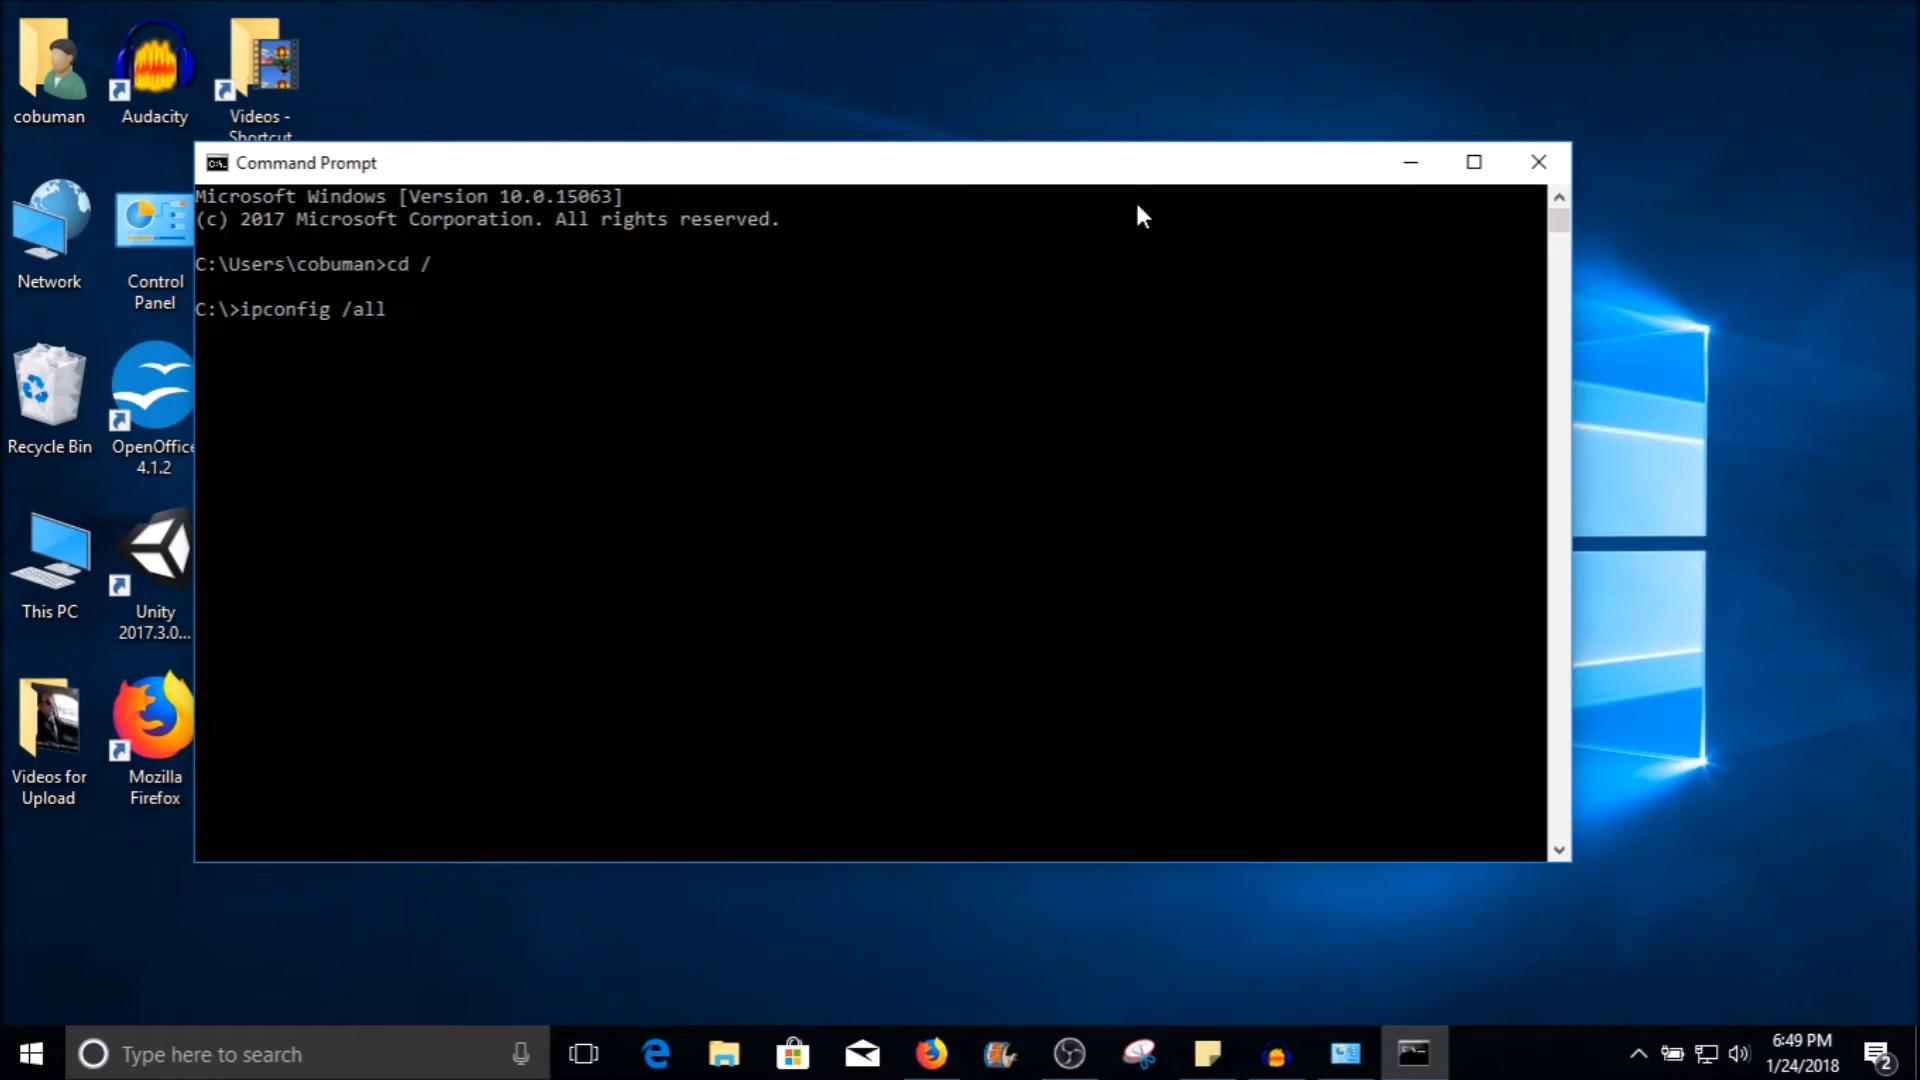 cobuman
Audacity
Videos -
Shortcut
Command Prompt
Microsoft Windows [Version 10.0.15063]
(c) 2017 Microsoft Corporation. All rights reserved.
C:\Users\cobuman>cd /
C:\>ipconfig /all
Network
Control
Panel
Recycle Bin
OpenOffice
4.1.2
This PC
Unity
2017.3.0...
Videos for
Upload
Mozilla
Firefox
Type here to search
6:49 PM
1/24/2018
2